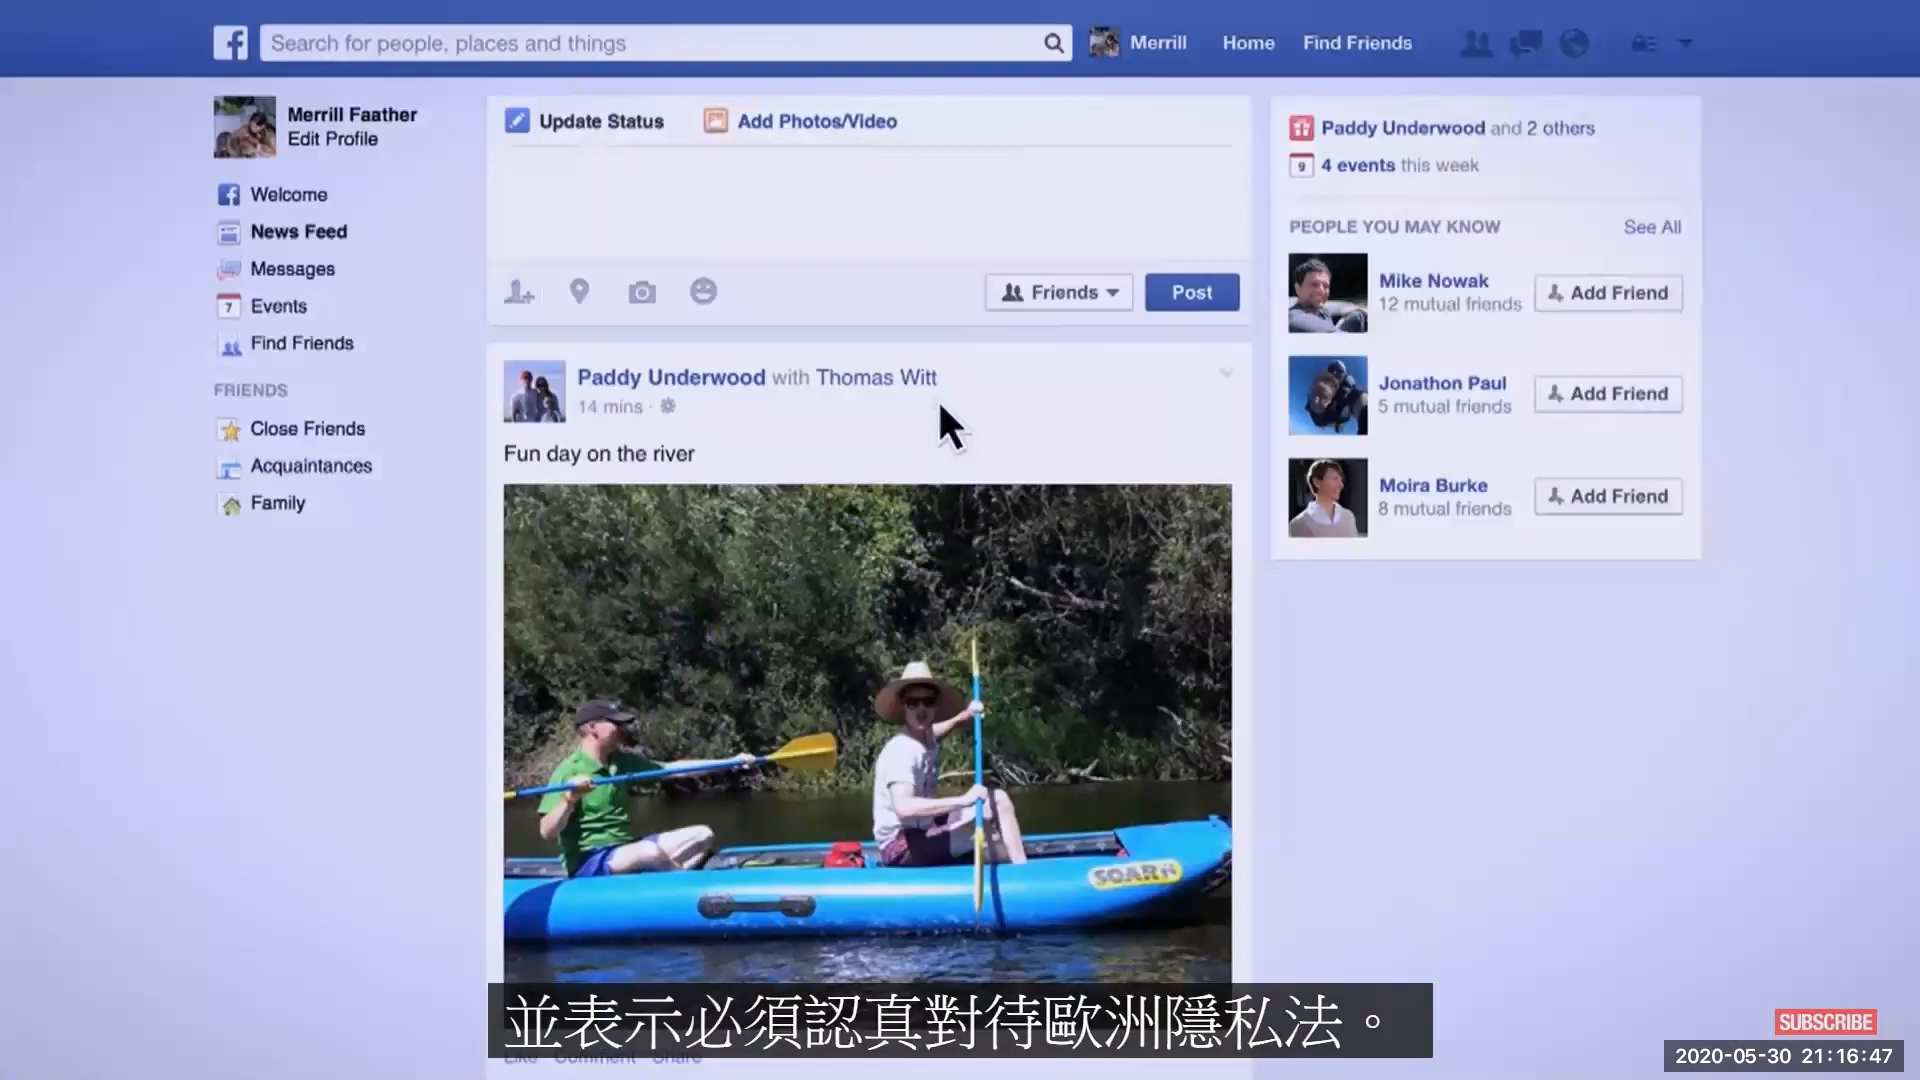 Search for people, places and things
Merrill
Home
Find Friends
Merrill Faather
Edit Profile
Welcome
News Feed
Messages
7
Events
Find Friends
FRIENDS
Close Friends
Acquaintances
Family
Update Status
Add Photos/Video
Friends
Post
Paddy Underwood with Thomas Witt
14 mins ·
Fun day on the river
SOAR
Like Comment Share
Paddy Underwood and 2 others
9
4 events this week
PEOPLE YOU MAY KNOW
See All
Mike Nowak
12 mutual friends
Add Friend
Jonathon Paul
5 mutual friends
Add Friend
Moira Burke
8 mutual friends
Add Friend
並表示必須認真對待歐洲隱私法。
SUBSCRIBE
2020-05-30 21:16:47